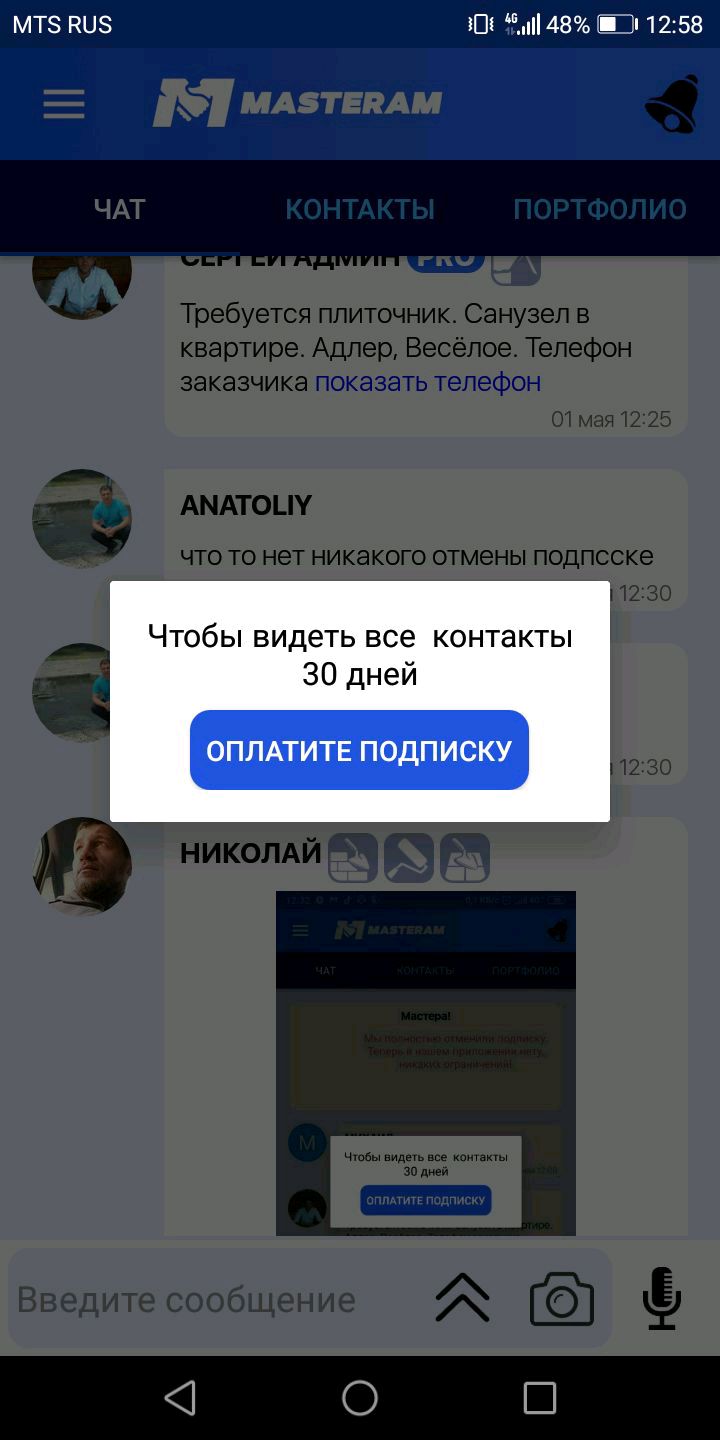 MTS RUS 4G 48% 12:58
MASTERAM
ЧАТ КОНТАКТЫ ПОРТФОЛИО
СЕРГЕЙ АДМИН PRO
Требуется плиточник. Санузел в
квартире. Адлер, Весёлое. Телефон
заказчика показать телефон
01 мая 12:25
ANATOLIY
что то нет никакого отмены подпсске
12:30
Чтобы видеть все контакты
30 дней
ОПЛАТИТЕ ПОДПИСКУ
12:30
НИКОЛАЙ
12:32
MASTERAM
ЧАТ КОНТАКТЫ ПОРТФОЛИО
Мастера!
Мы полностью отменили подписку.
Теперь в нашем приложении нету,
никаких ограничений!
М
Чтобы видеть все контакты
30 дней
ОПЛАТИТЕ ПОДПИСКУ
Введите сообщение